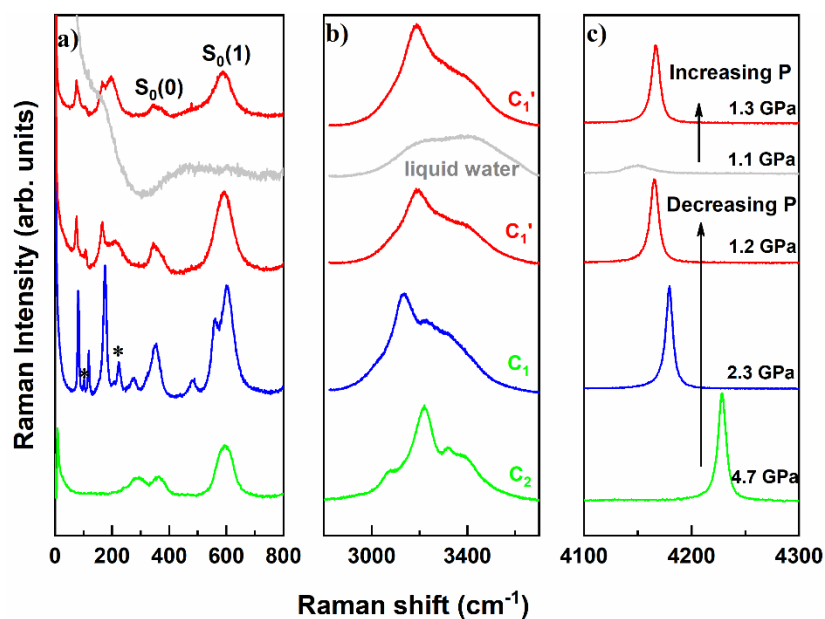 a)
b)
c)
S₀(0)
S₀(1)
*
*
C₁'
liquid water
C₁'
C₁
C₂
Increasing P
1.3 GPa
1.1 GPa
Decreasing P
1.2 GPa
2.3 GPa
4.7 GPa
Raman Intensity (arb. units)
0 200 400 600 800
3000 3400
4100 4200 4300
Raman shift (cm⁻¹)